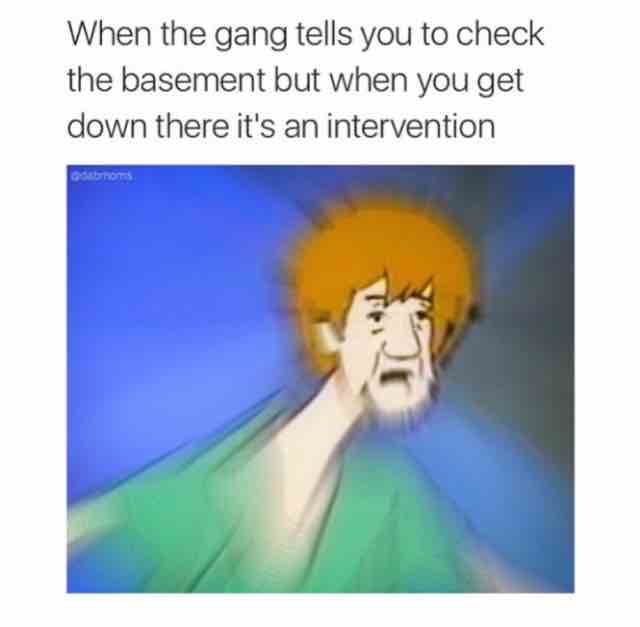 When the gang tells you to check
the basement but when you get
down there it's an intervention
@dabmoms